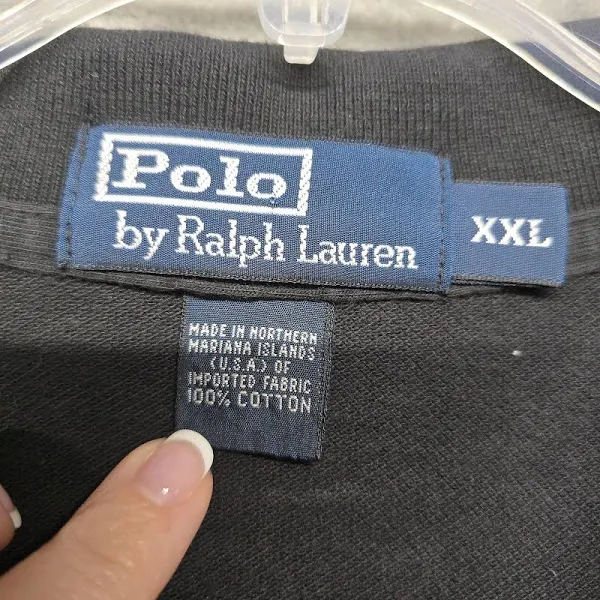 Polo
by Ralph Lauren
XXL
MADE IN NORTHERN
MARIANA ISLANDS
(U.S.A.) OF
IMPORTED FABRIC
100% COTTON